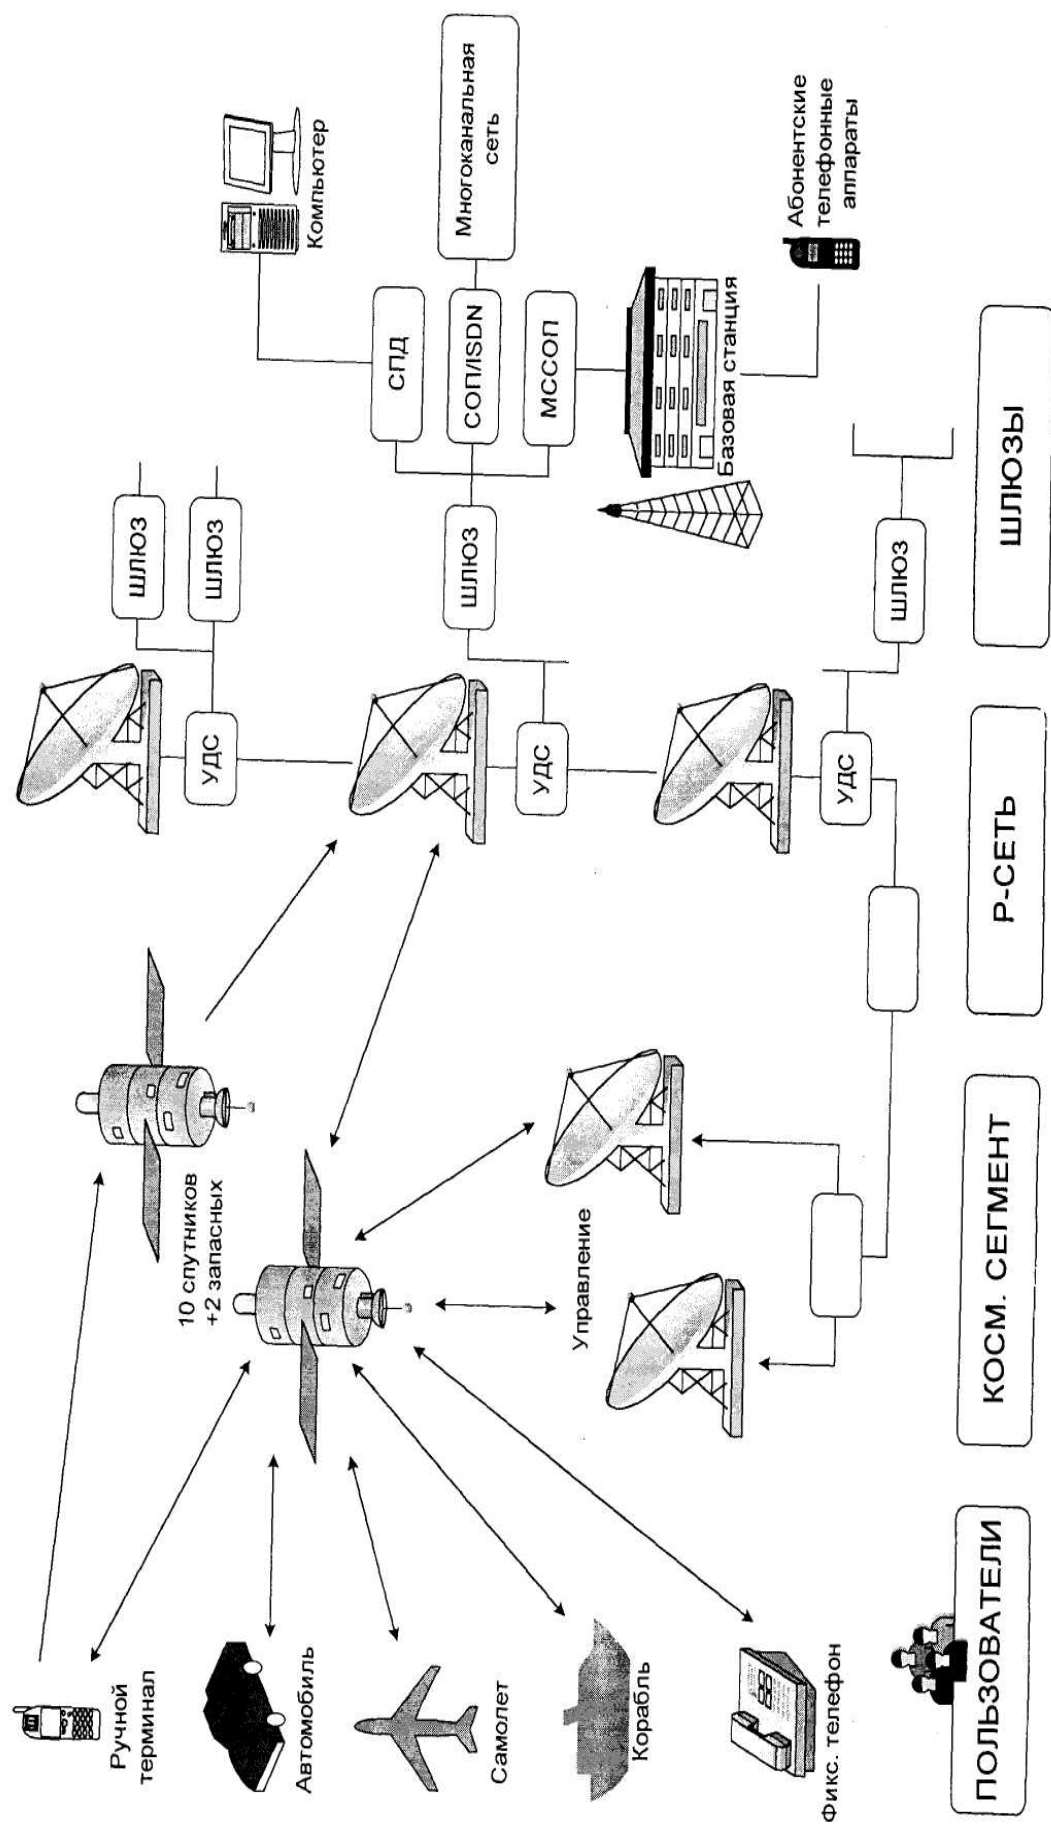 Ручной
терминал
Автомобиль
Самолет
Корабль
Фикс. телефон
ПОЛЬЗОВАТЕЛИ
10 спутников
+2 запасных
Управление
КОСМ. СЕГМЕНТ
УДС
УДС
УДС
Р-СЕТЬ
ШЛЮЗ
ШЛЮЗ
ШЛЮЗ
ШЛЮЗ
СПД
СОП/ISDN
МССОП
Компьютер
Многоканальная
сеть
Базовая станция
Абонентские
телефонные
аппараты
ШЛЮЗЫ